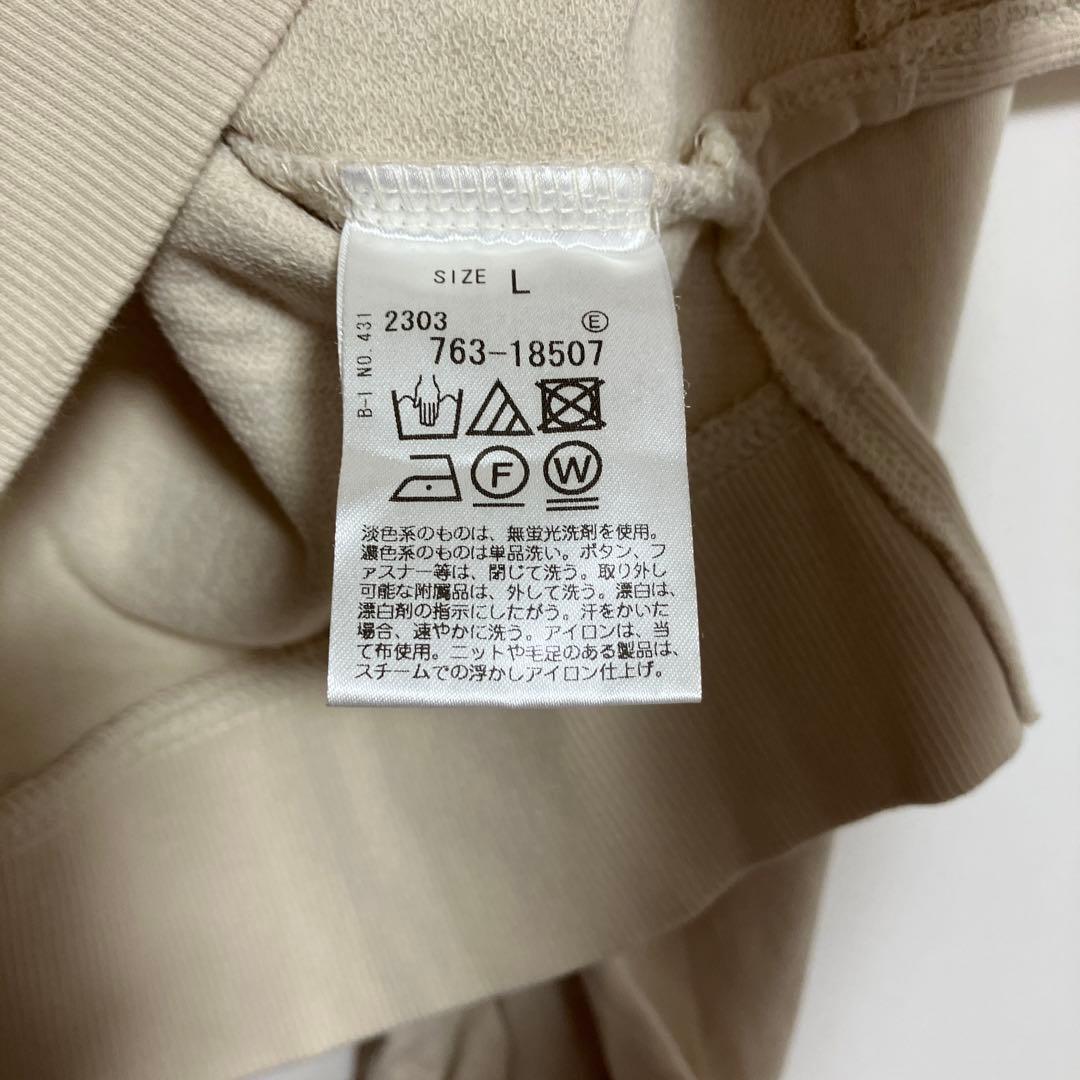 SIZE L
B-I NO.431
2303 Ⓔ
763-18507
F W
淡色系のものは、無蛍光洗剤を使用。
濃色系のものは単品洗い。ボタン、フ
ァスナー等は、閉じて洗う。取り外し
可能な附属品は、外して洗う。漂白は、
漂白剤の指示にしたがう。汗をかいた
場合、速やかに洗う。アイロンは、当
て布使用。ニットや毛足のある製品は、
スチームでの浮かしアイロン仕上げ。